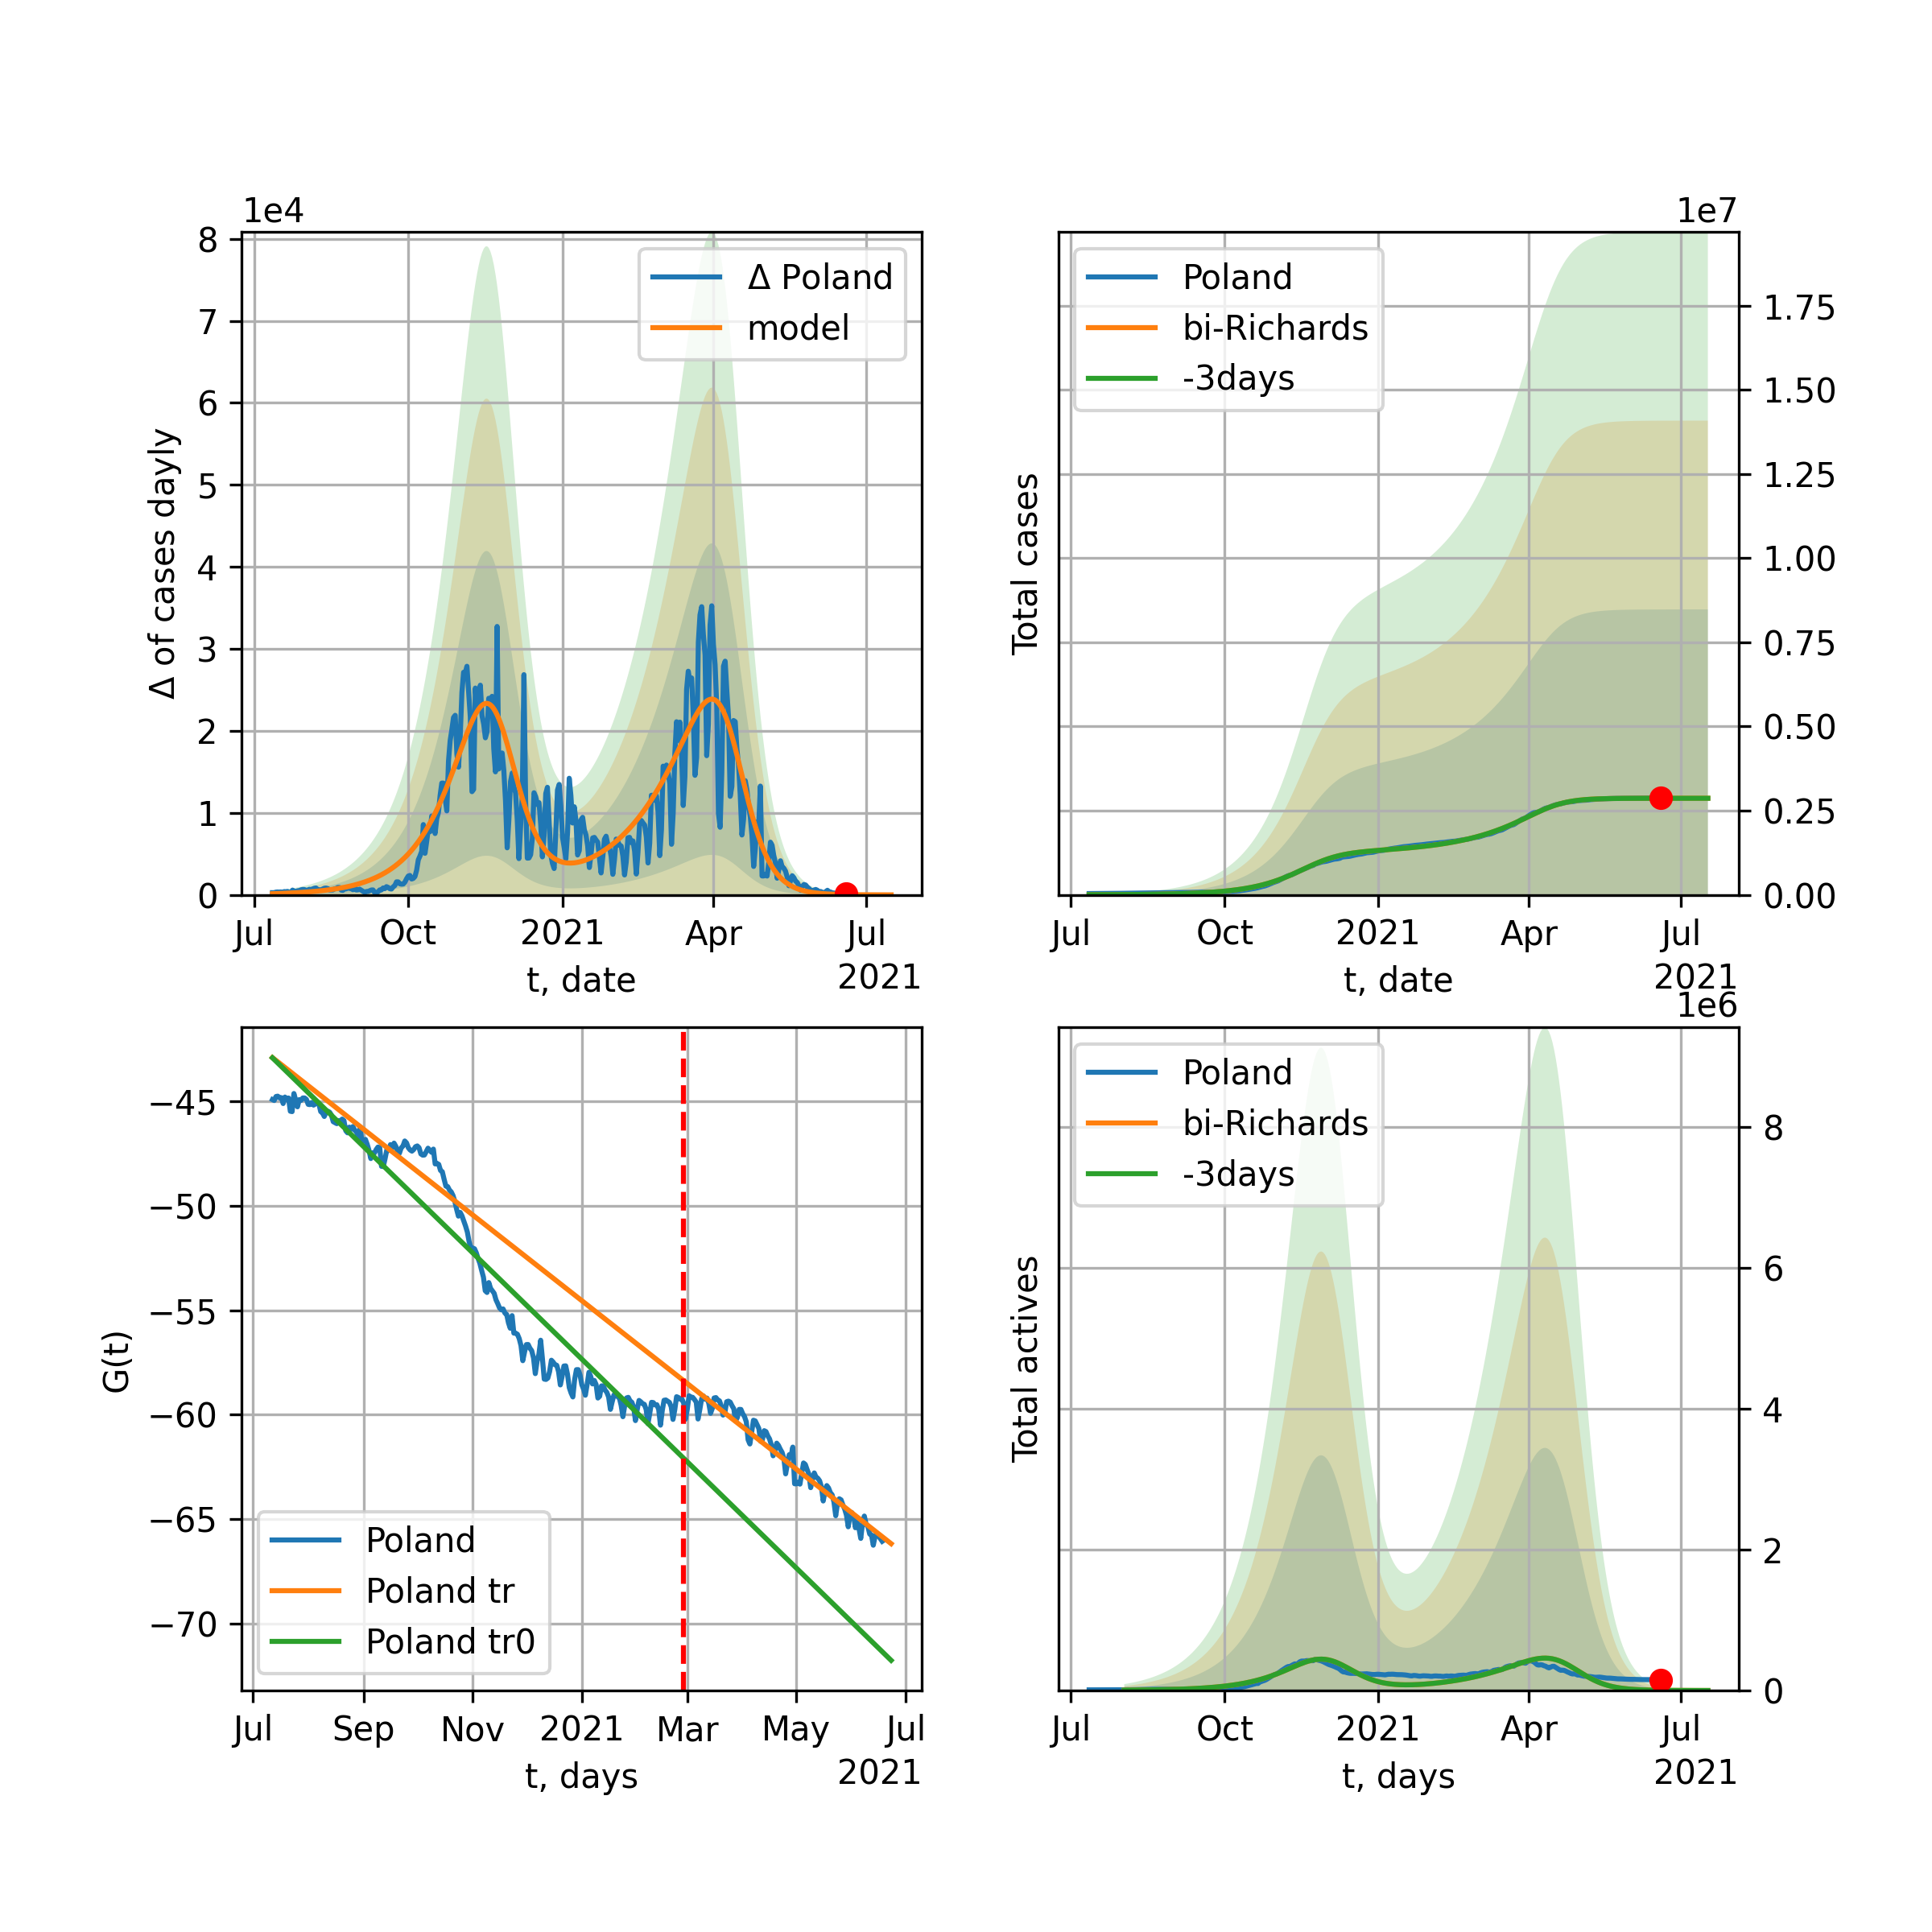 1e4
8
7
6
5
4
3
2
1
0
Δ of cases dayly
Δ Poland
model
Jul
Oct
2021
Apr
Jul
t, date
2021
1e7
Total cases
Poland
bi-Richards
-3days
1.75
1.50
1.25
1.00
0.75
0.50
0.25
0.00
Jul
Oct
2021
Apr
Jul
t, date
2021
−45
−50
−55
−60
−65
−70
G(t)
Poland
Poland tr
Poland tr0
Jul
Sep
Nov
2021
Mar
May
Jul
t, days
2021
1e6
Total actives
Poland
bi-Richards
-3days
8
6
4
2
0
Jul
Oct
2021
Apr
Jul
t, days
2021